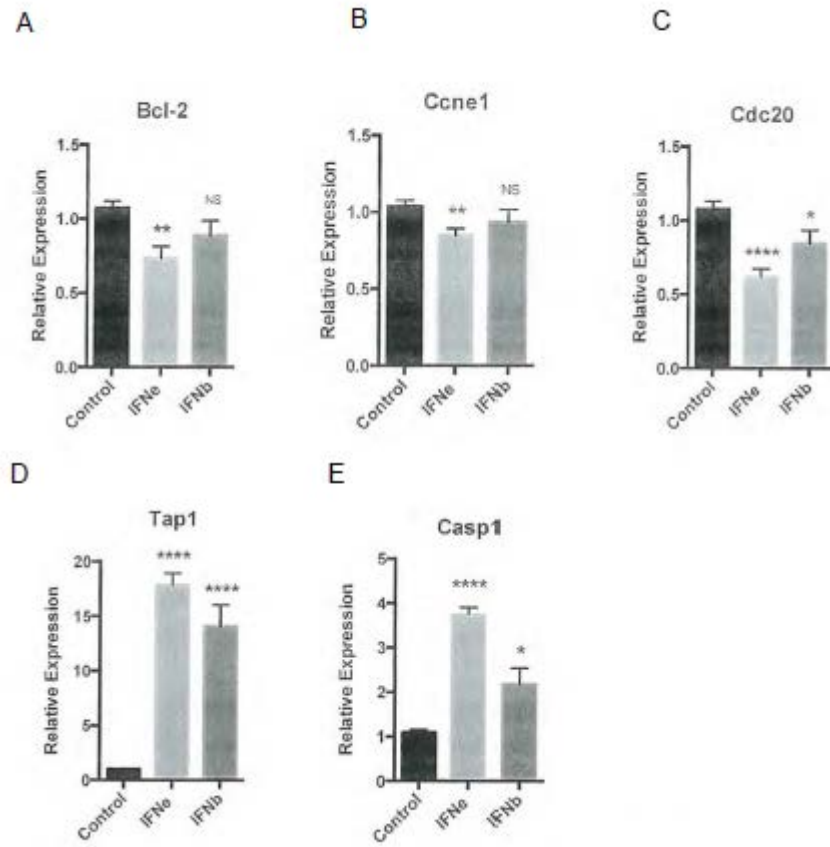 A
B
C
Bcl-2
Relative Expression
1.5
1.0
0.5
0.0
**
NS
Control
IFNe
IFNb
Ccne1
Relative Expression
1.5
1.0
0.5
0.0
**
NS
Control
IFNe
IFNb
Cdc20
Relative Expression
1.5
1.0
0.5
0.0
****
*
Control
IFNe
IFNb
D
E
Tap1
Relative Expression
20
15
10
5
0
****
****
Control
IFNe
IFNb
Casp1
Relative Expression
5
4
3
2
1
0
****
*
Control
IFNe
IFNb